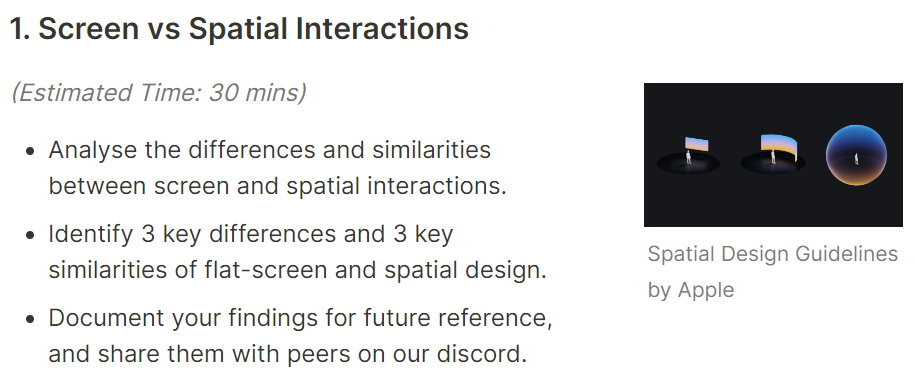 1. Screen vs Spatial Interactions
(Estimated Time: 30 mins)
• Analyse the differences and similarities
between screen and spatial interactions.
• Identify 3 key differences and 3 key
similarities of flat-screen and spatial design.
• Document your findings for future reference,
and share them with peers on our discord.
Spatial Design Guidelines
by Apple